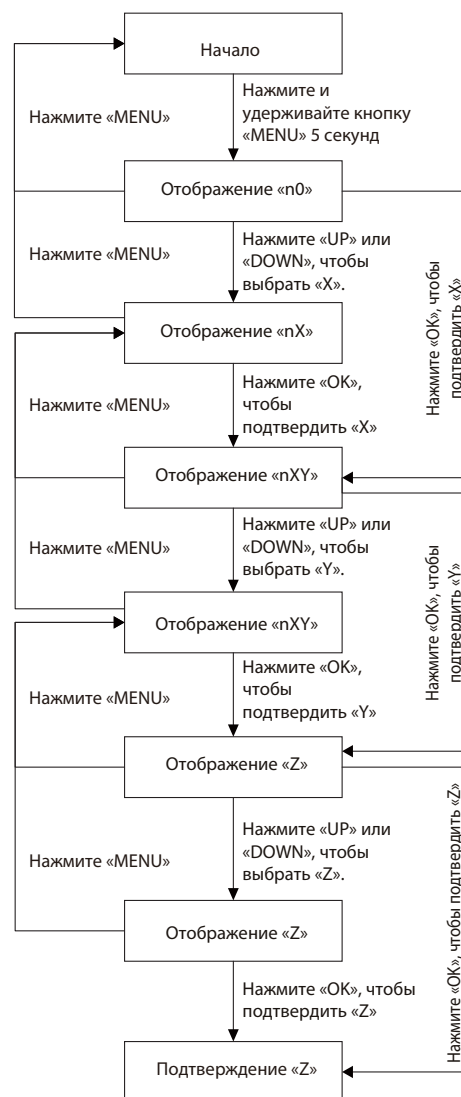 Начало
Нажмите и
удерживайте кнопку
«MENU» 5 секунд
Нажмите «MENU»
Отображение «n0»
Нажмите «UP» или
«DOWN», чтобы
выбрать «X».
Нажмите «MENU»
Нажмите «OK», чтобы
подтвердить «X»
Отображение «nX»
Нажмите «OK»,
чтобы
подтвердить «X»
Нажмите «MENU»
Отображение «nXY»
Нажмите «UP» или
«DOWN», чтобы
выбрать «Y».
Нажмите «MENU»
Нажмите «OK», чтобы
подтвердить «Y»
Отображение «nXY»
Нажмите «OK»,
чтобы
подтвердить «Y»
Нажмите «MENU»
Отображение «Z»
Нажмите «UP» или
«DOWN», чтобы
выбрать «Z».
Нажмите «MENU»
Нажмите «OK», чтобы подтвердить «Z»
Отображение «Z»
Нажмите «OK», чтобы
подтвердить «Z»
Подтверждение «Z»